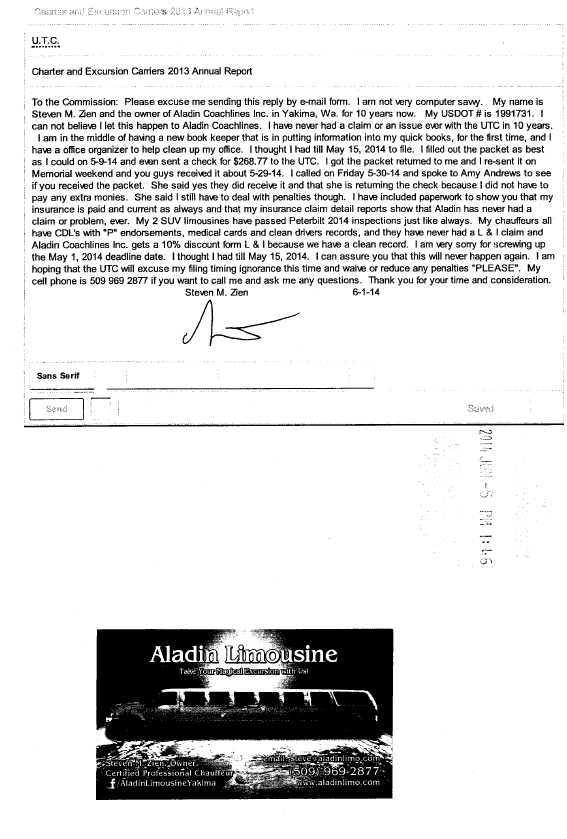 Charter and Excursion Carriers 2013 Annual Report
U.T.C.
Charter and Excursion Carriers 2013 Annual Report
To the Commission: Please excuse me sending this reply by e-mail form. I am not very computer savvy. My name is
Steven M. Zien and the owner of Aladin Coachlines Inc. in Yakima, Wa. for 10 years now. My USDOT # is 1991731. I
can not believe I let this happen to Aladin Coachlines. I have never had a claim or an issue ever with the UTC in 10 years.
I am in the middle of having a new book keeper that is in putting information into my quick books, for the first time, and I
have a office organizer to help clean up my office. I thought I had till May 15, 2014 to file. I filled out the packet as best
as I could on 5-9-14 and even sent a check for $268.77 to the UTC. I got the packet returned to me and I re-sent it on
Memorial weekend and you guys received it about 5-29-14. I called on Friday 5-30-14 and spoke to Amy Andrews to see
if you received the packet. She said yes they did receive it and that she is returning the check because I did not have to
pay any extra monies. She said I still have to deal with penalties though. I have included paperwork to show you that my
insurance is paid and current as always and that my insurance claim detail reports show that Aladin has never had a
claim or problem, ever. My 2 SUV limousines have passed Peterbilt 2014 inspections just like always. My chauffeurs all
have CDL's with "P" endorsements, medical cards and clean drivers records, and they have never had a L & I claim and
Aladin Coachlines Inc. gets a 10% discount form L & I because we have a clean record. I am very sorry for screwing up
the May 1, 2014 deadline date. I thought I had till May 15, 2014. I can assure you that this will never happen again. I am
hoping that the UTC will excuse my filing timing ignorance this time and waive or reduce any penalties "PLEASE". My
cell phone is 509 969 2877 if you want to call me and ask me any questions. Thank you for your time and consideration.
Steven M. Zien 6-1-14
Sans Serif
Send Saved
2014 JUN -5 PM 1:46
Aladin Limousine
Take Your Magical Excursion with Us!
Steven M. Zien, Owner
Certified Professional Chauffeur
f/AladinLimousineYakima
email:steve@aladinlimo.com
(509) 969-2877
www.aladinlimo.com